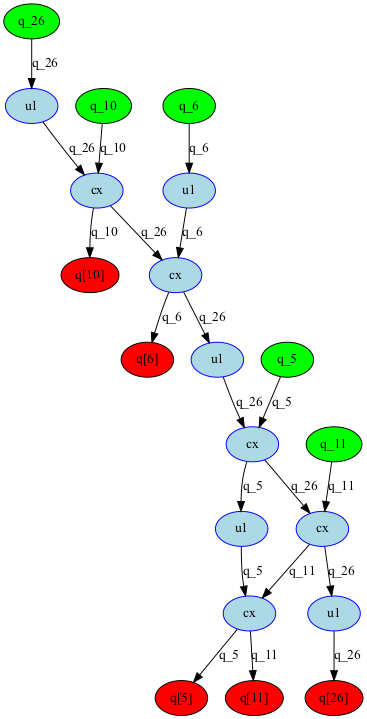 q_26
q_26
u1 q_10 q_6
q_26 q_10 q_6
cx u1
q_10 q_26 q_6
q[10] cx
q_6 q_26
q[6] u1 q_5
q_26 q_5
cx q_11
q_5 q_26 q_11
u1 cx
q_5 q_11 q_26
cx u1
q_5 q_11 q_26
q[5] q[11] q[26]